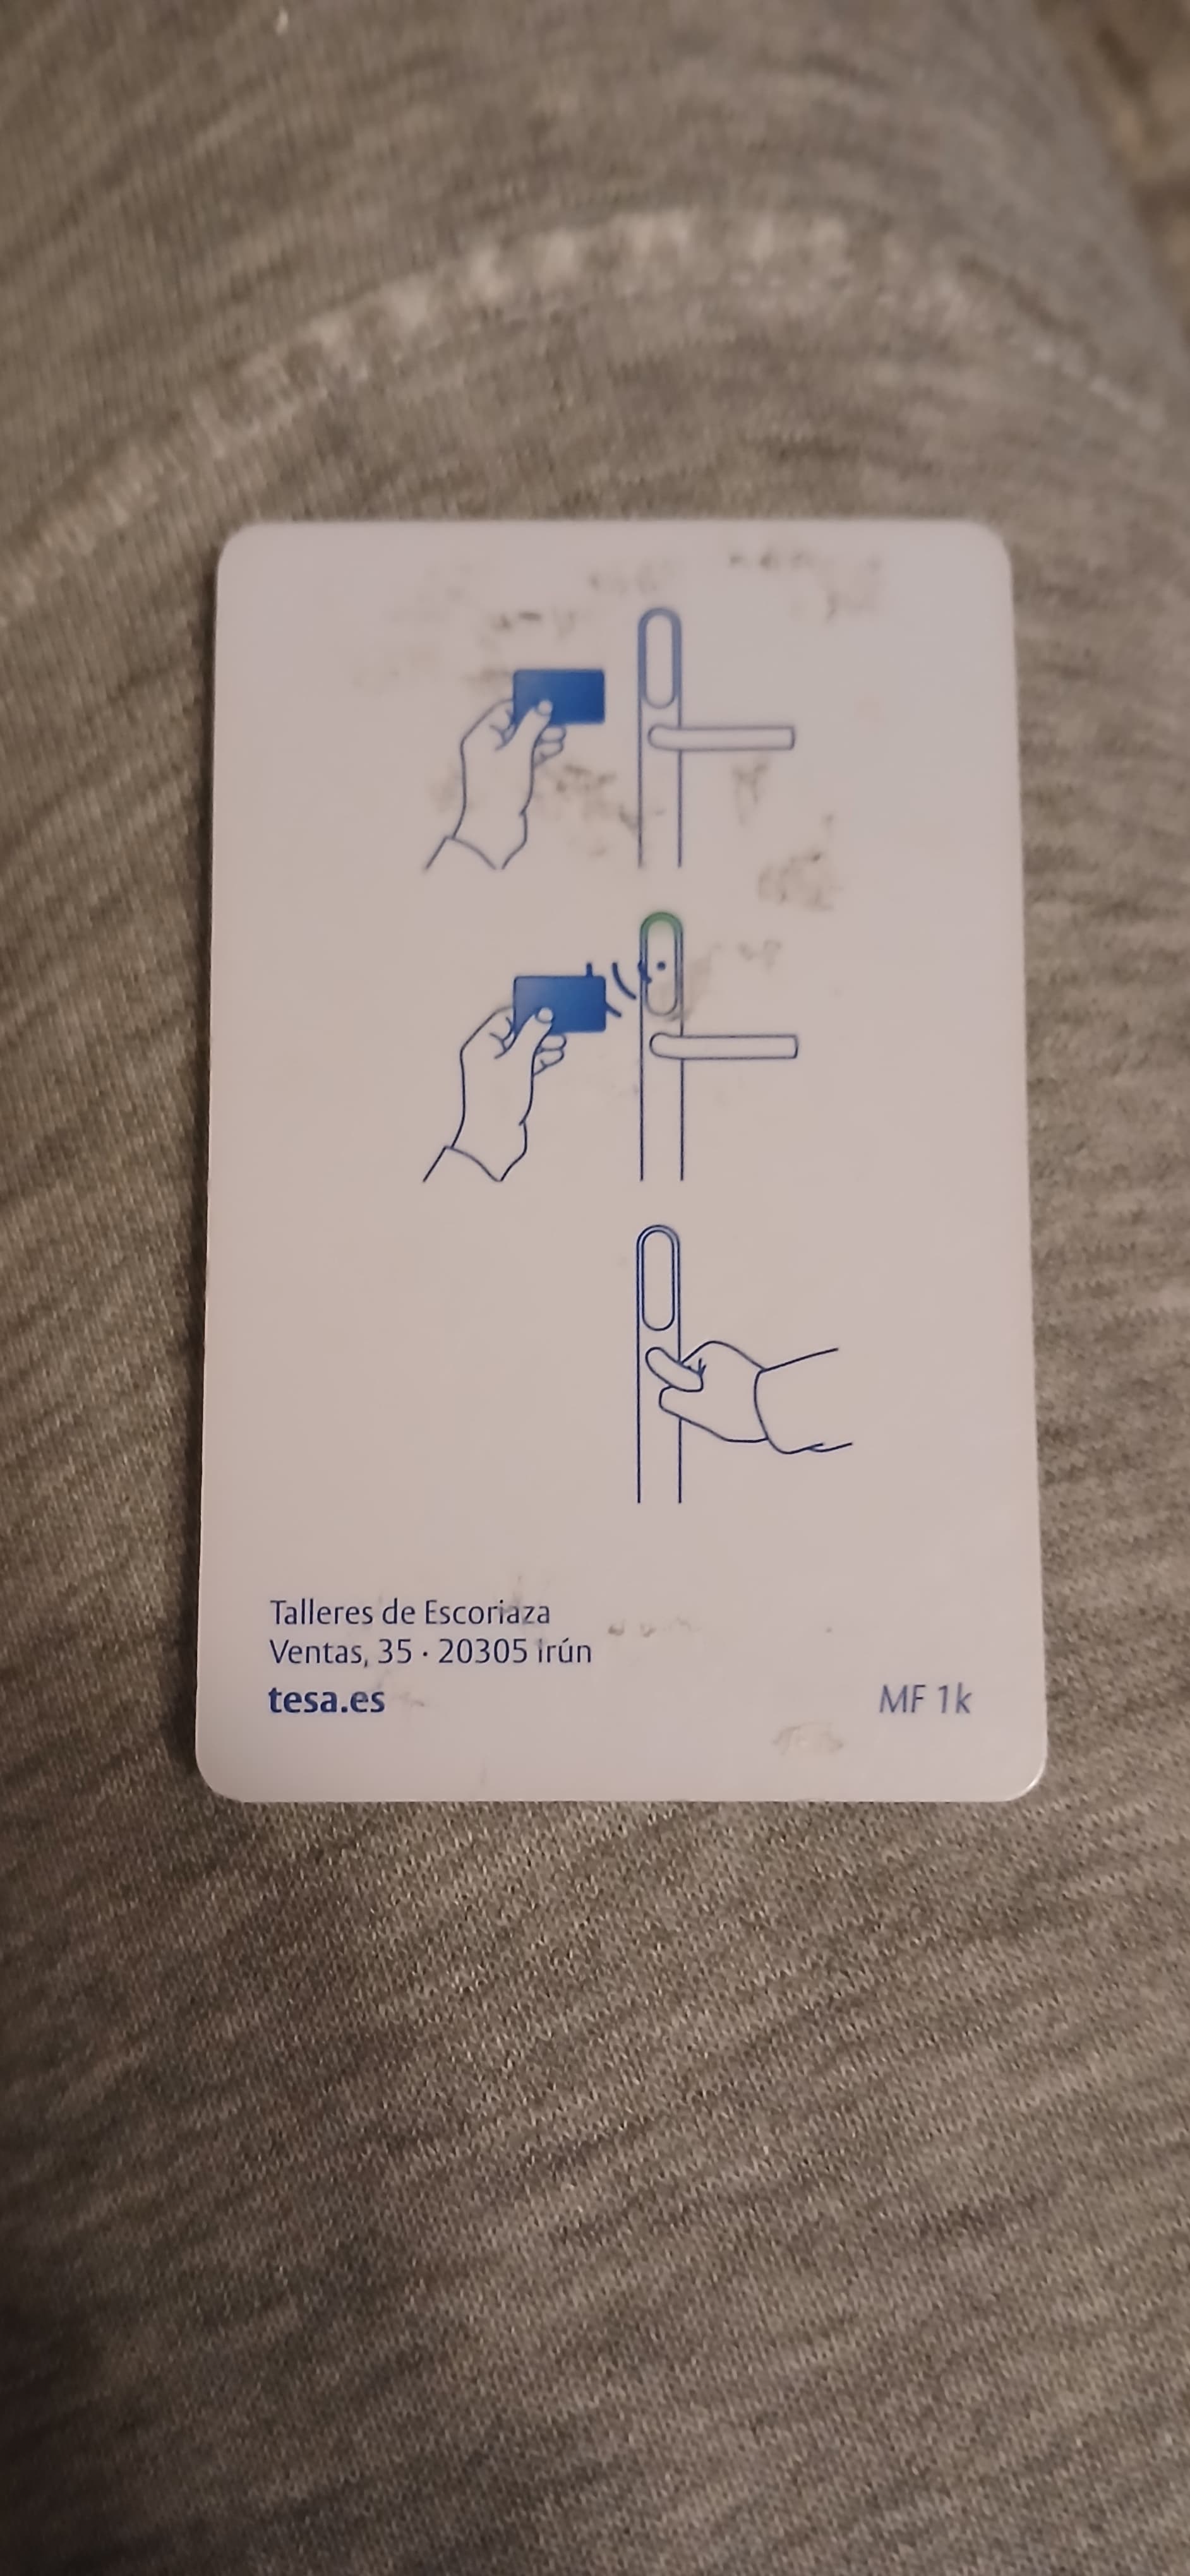 Talleres de Escoriaza
Ventas, 35 · 20305 irún
tesa.es
MF 1k